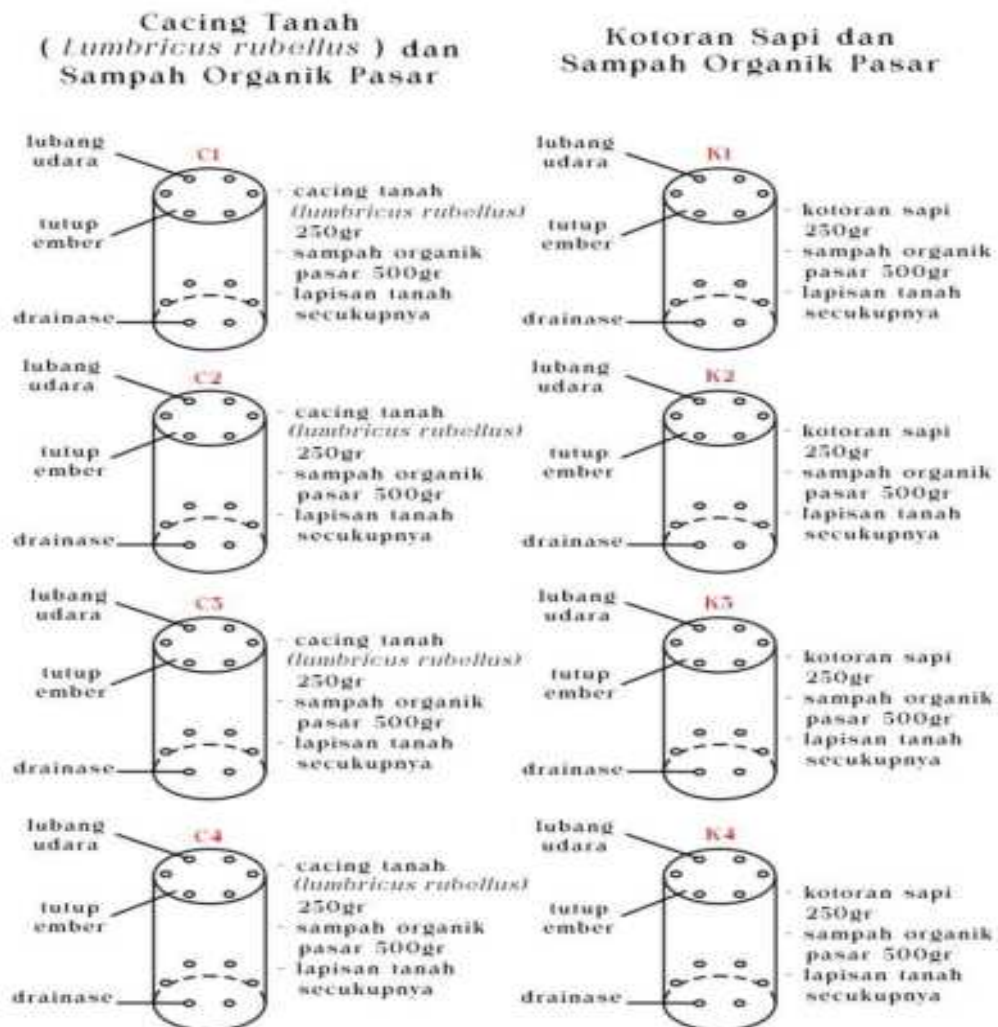 Cacing Tanah
( Lumbricus rubellus ) dan
Sampah Organik Pasar
lubang
udara
C1
tutup
ember
drainase
- cacing tanah
(lumbricus rubellus)
250gr
- sampah organik
pasar 500gr
- lapisan tanah
secukupnya
lubang
udara
C2
tutup
ember
drainase
- cacing tanah
(lumbricus rubellus)
250gr
- sampah organik
pasar 500gr
- lapisan tanah
secukupnya
lubang
udara
C3
tutup
ember
drainase
- cacing tanah
(lumbricus rubellus)
250gr
- sampah organik
pasar 500gr
- lapisan tanah
secukupnya
lubang
udara
C4
tutup
ember
drainase
- cacing tanah
(lumbricus rubellus)
250gr
- sampah organik
pasar 500gr
- lapisan tanah
secukupnya
Kotoran Sapi dan
Sampah Organik Pasar
lubang
udara
K1
tutup
ember
drainase
- kotoran sapi
250gr
- sampah organik
pasar 500gr
- lapisan tanah
secukupnya
lubang
udara
K2
tutup
ember
drainase
- kotoran sapi
250gr
- sampah organik
pasar 500gr
- lapisan tanah
secukupnya
lubang
udara
K3
tutup
ember
drainase
- kotoran sapi
250gr
- sampah organik
pasar 500gr
- lapisan tanah
secukupnya
lubang
udara
K4
tutup
ember
drainase
- kotoran sapi
250gr
- sampah organik
pasar 500gr
- lapisan tanah
secukupnya